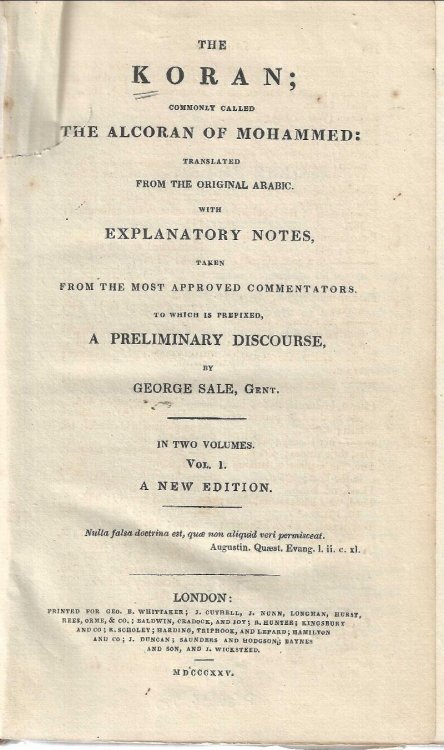 THE
KORAN;
COMMONLY CALLED
THE ALCORAN OF MOHAMMED:
TRANSLATED
FROM THE ORIGINAL ARABIC.
WITH
EXPLANATORY NOTES,
TAKEN
FROM THE MOST APPROVED COMMENTATORS.
TO WHICH IS PREFIXED,
A PRELIMINARY DISCOURSE,
BY
GEORGE SALE, GENT.
IN TWO VOLUMES.
VOL. I.
A NEW EDITION.
Nulla falsa doctrina est, quæ non aliquid veri permisceat.
Augustin. Quæst. Evang. l. ii. c. xl.
LONDON:
PRINTED FOR GEO. B. WHITTAKER; J. CUTHELL, J. NUNN, LONGMAN, HURST,
REES, ORME, & CO.; BALDWIN, CRADOCK, AND JOY; R. HUNTER; KINGSBURY
AND CO; R. SCHOLEY; HARDING, TRIPHOOK, AND LEPARD; HAMILTON
AND CO; J. DUNCAN; SAUNDERS AND HODGSON; BAYNES
AND SON, AND J. WICKSTEED.
MDCCCXXV.